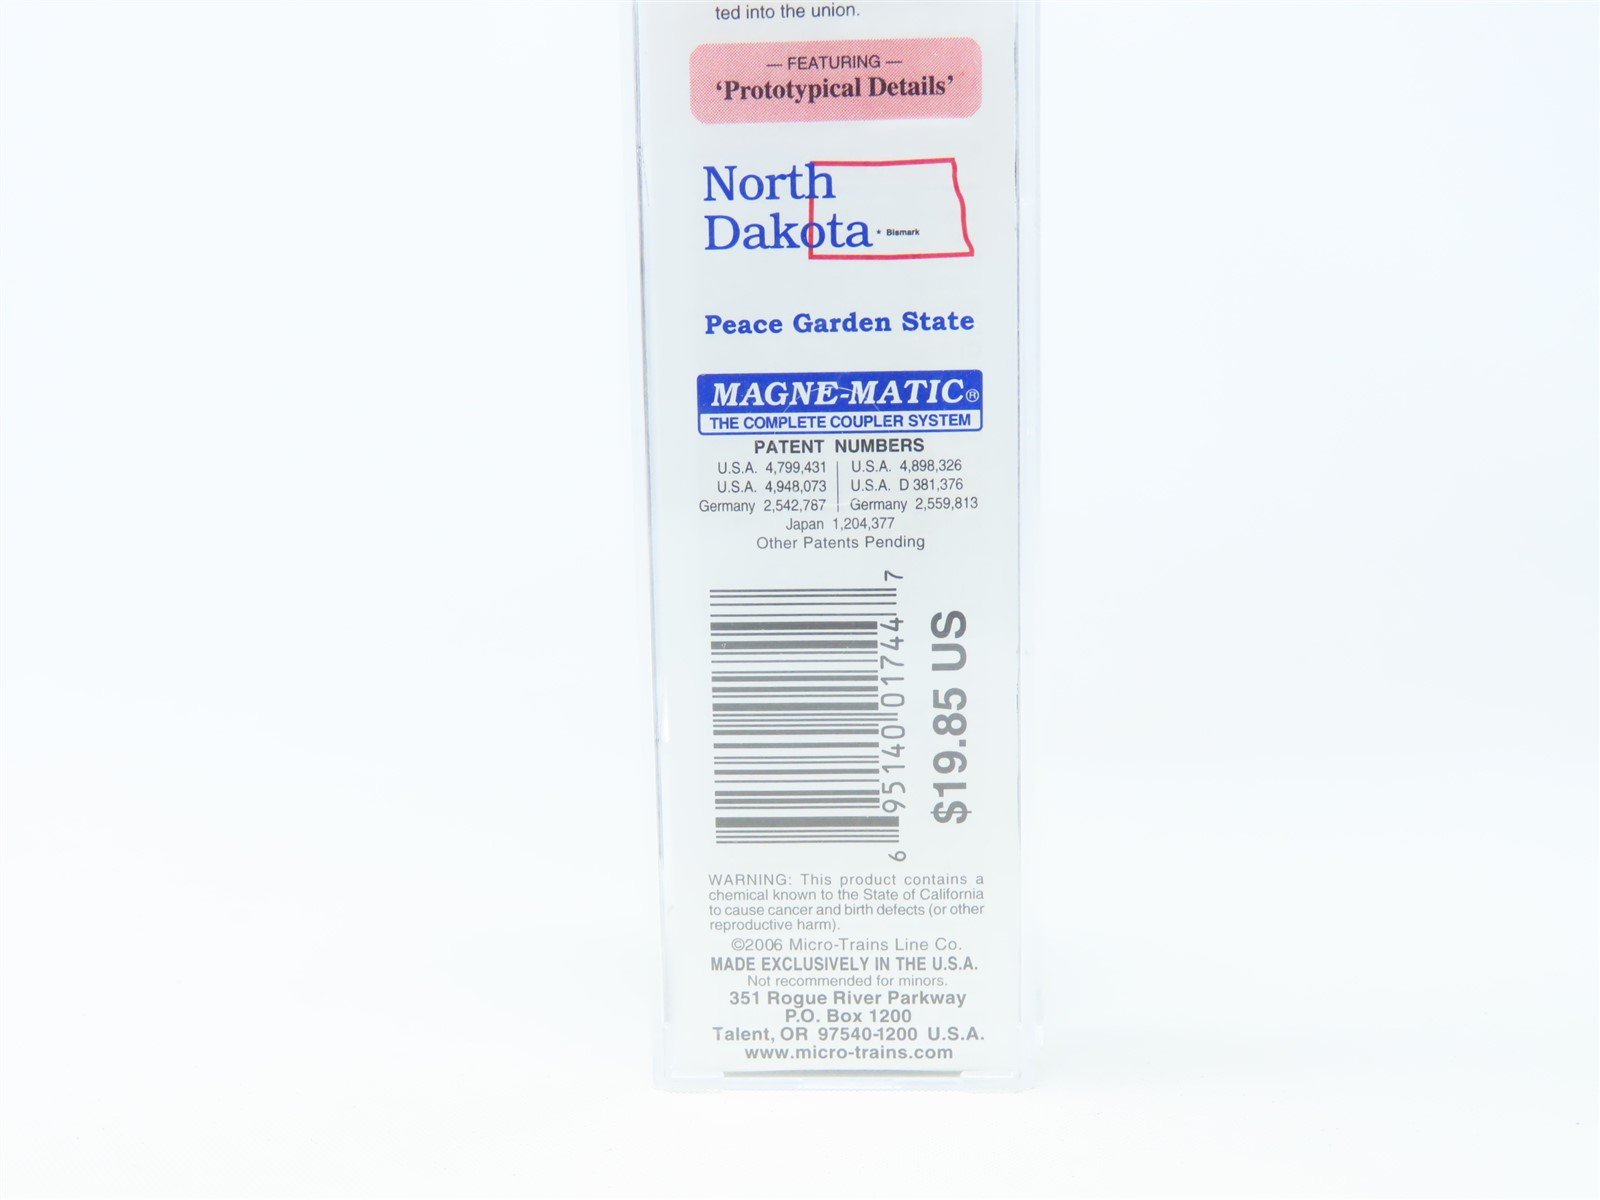 ted into the union.
— FEATURING —
‘Prototypical Details’
North
Dakota
* Bismark
Peace Garden State
MAGNE-MATIC®
THE COMPLETE COUPLER SYSTEM
PATENT NUMBERS
U.S.A. 4,799,431 | U.S.A. 4,898,326
U.S.A. 4,948,073 | U.S.A. D 381,376
Germany 2,542,787 | Germany 2,559,813
Japan 1,204,377
Other Patents Pending
6 95140 01744 7
$19.85 US
WARNING: This product contains a
chemical known to the State of California
to cause cancer and birth defects (or other
reproductive harm).
©2006 Micro-Trains Line Co.
MADE EXCLUSIVELY IN THE U.S.A.
Not recommended for minors.
351 Rogue River Parkway
P.O. Box 1200
Talent, OR 97540-1200 U.S.A.
www.micro-trains.com